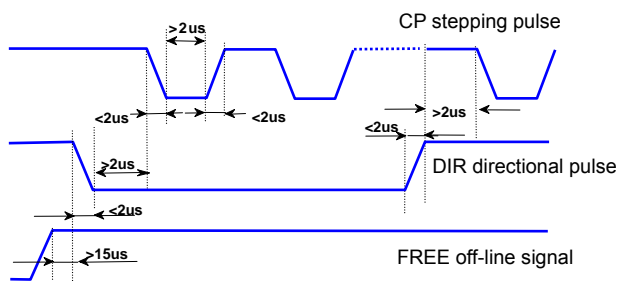 CP stepping pulse
>2us
<2us
<2us
>2us
<2us
>2us
DIR directional pulse
<2us
FREE off-line signal
>15us